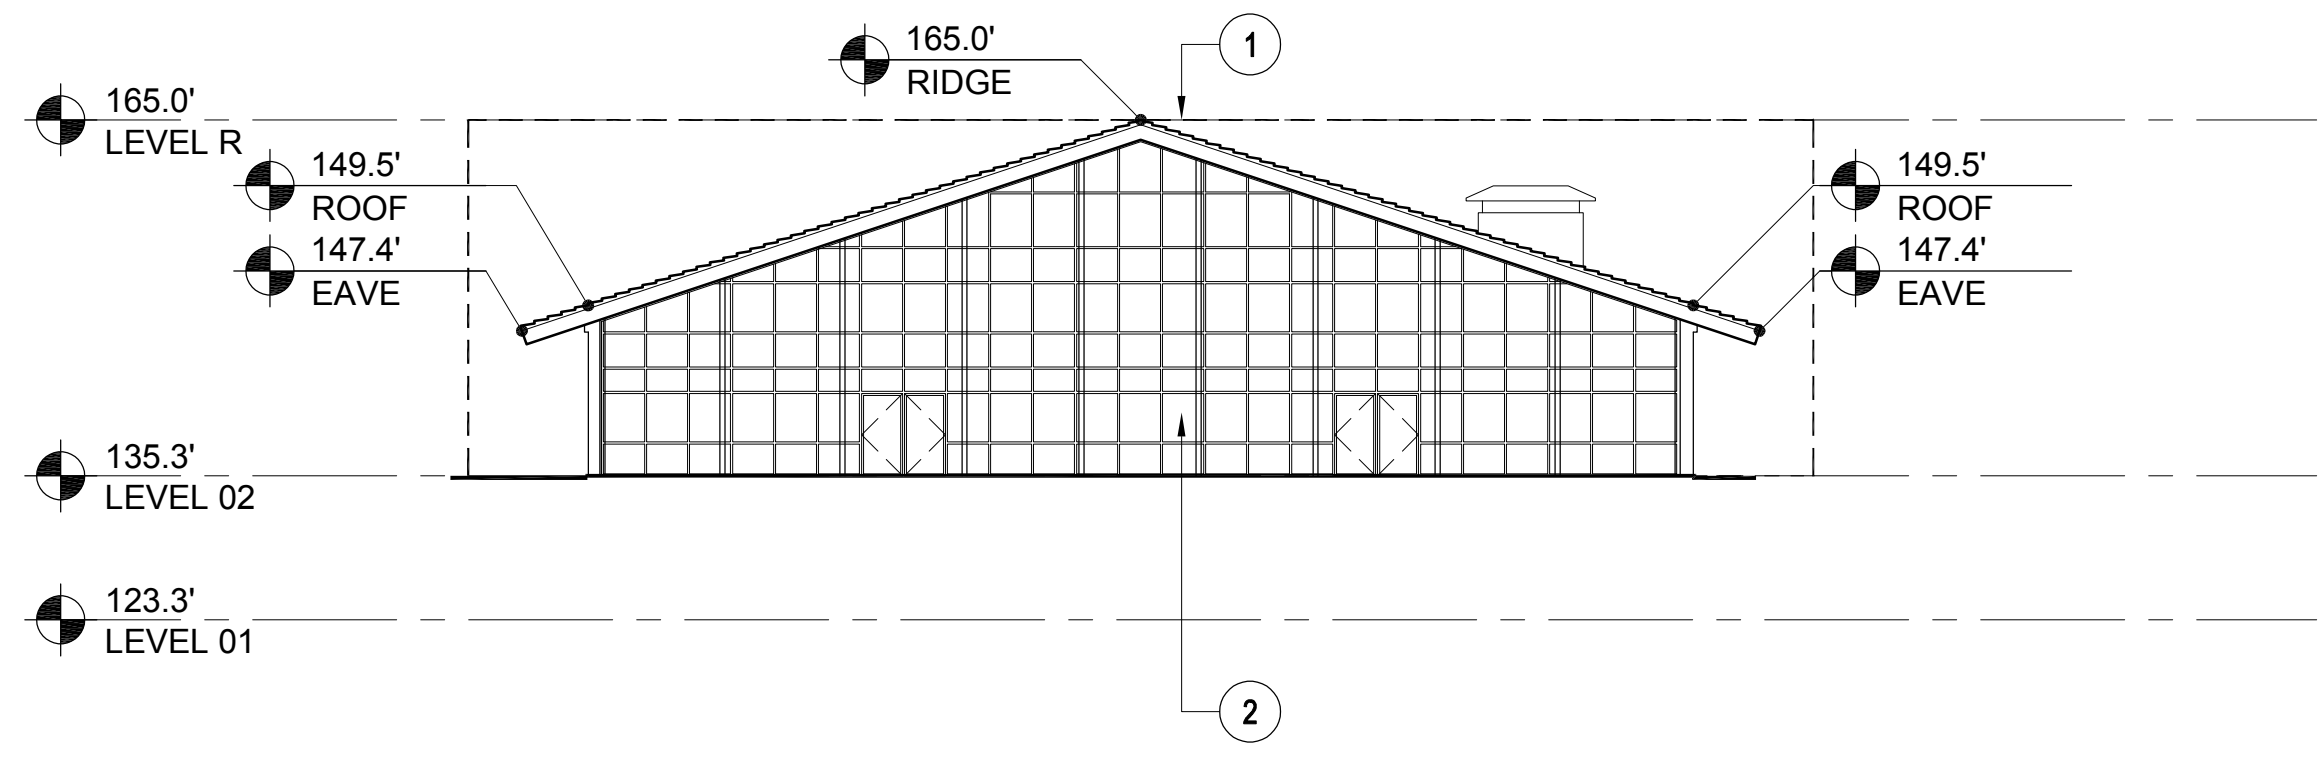 165.0'
RIDGE
1
165.0'
LEVEL R
149.5'
ROOF
147.4'
EAVE
149.5'
ROOF
147.4'
EAVE
135.3'
LEVEL 02
123.3'
LEVEL 01
2